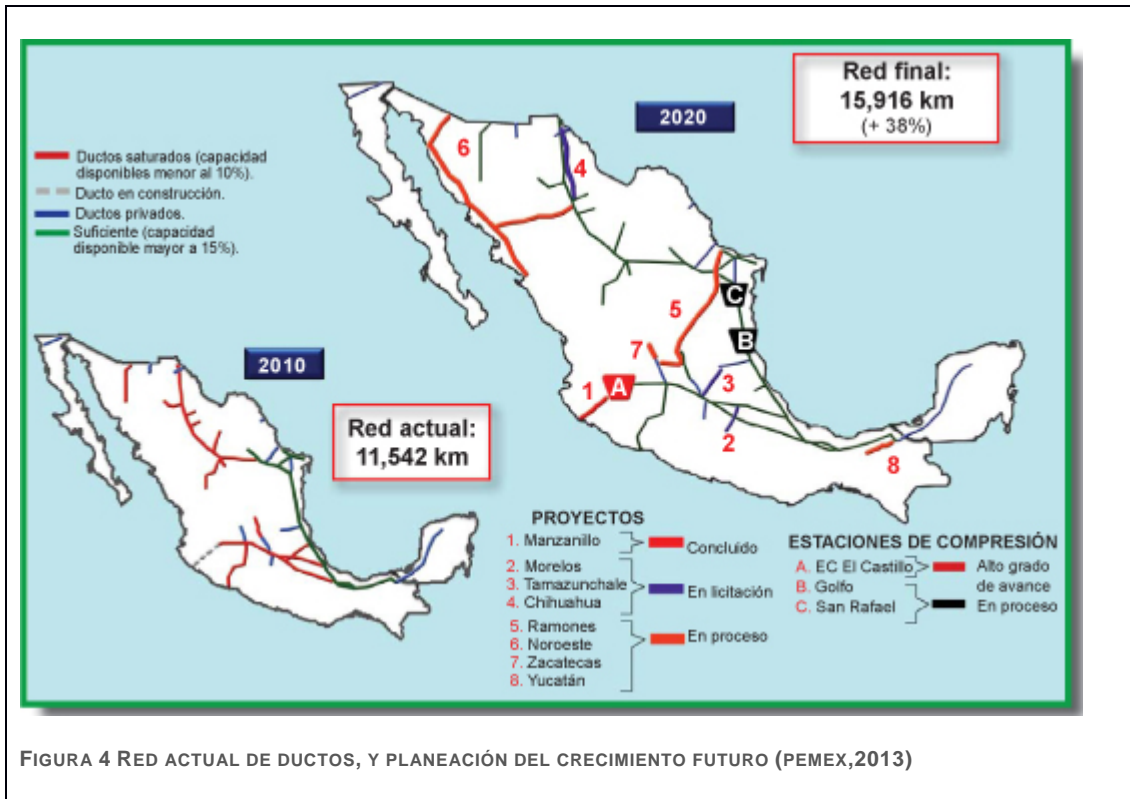 Red final:
15,916 km
(+ 38%)
2020
Ductos saturados (capacidad
disponibles menor al 10%).
Ducto en construcción.
Ductos privados.
Suficiente (capacidad
disponible mayor a 15%).
6
4
C
5
B
7
3
1
A
2
8
2010
Red actual:
11,542 km
PROYECTOS
1. Manzanillo
Concluido
2. Morelos
3. Tamazunchale
4. Chihuahua
En licitación
5. Ramones
6. Noroeste
7. Zacatecas
8. Yucatán
En proceso
ESTACIONES DE COMPRESIÓN
A. EC El Castillo
Alto grado
de avance
B. Golfo
C. San Rafael
En proceso
FIGURA 4 RED ACTUAL DE DUCTOS, Y PLANEACIÓN DEL CRECIMIENTO FUTURO (PEMEX,2013)